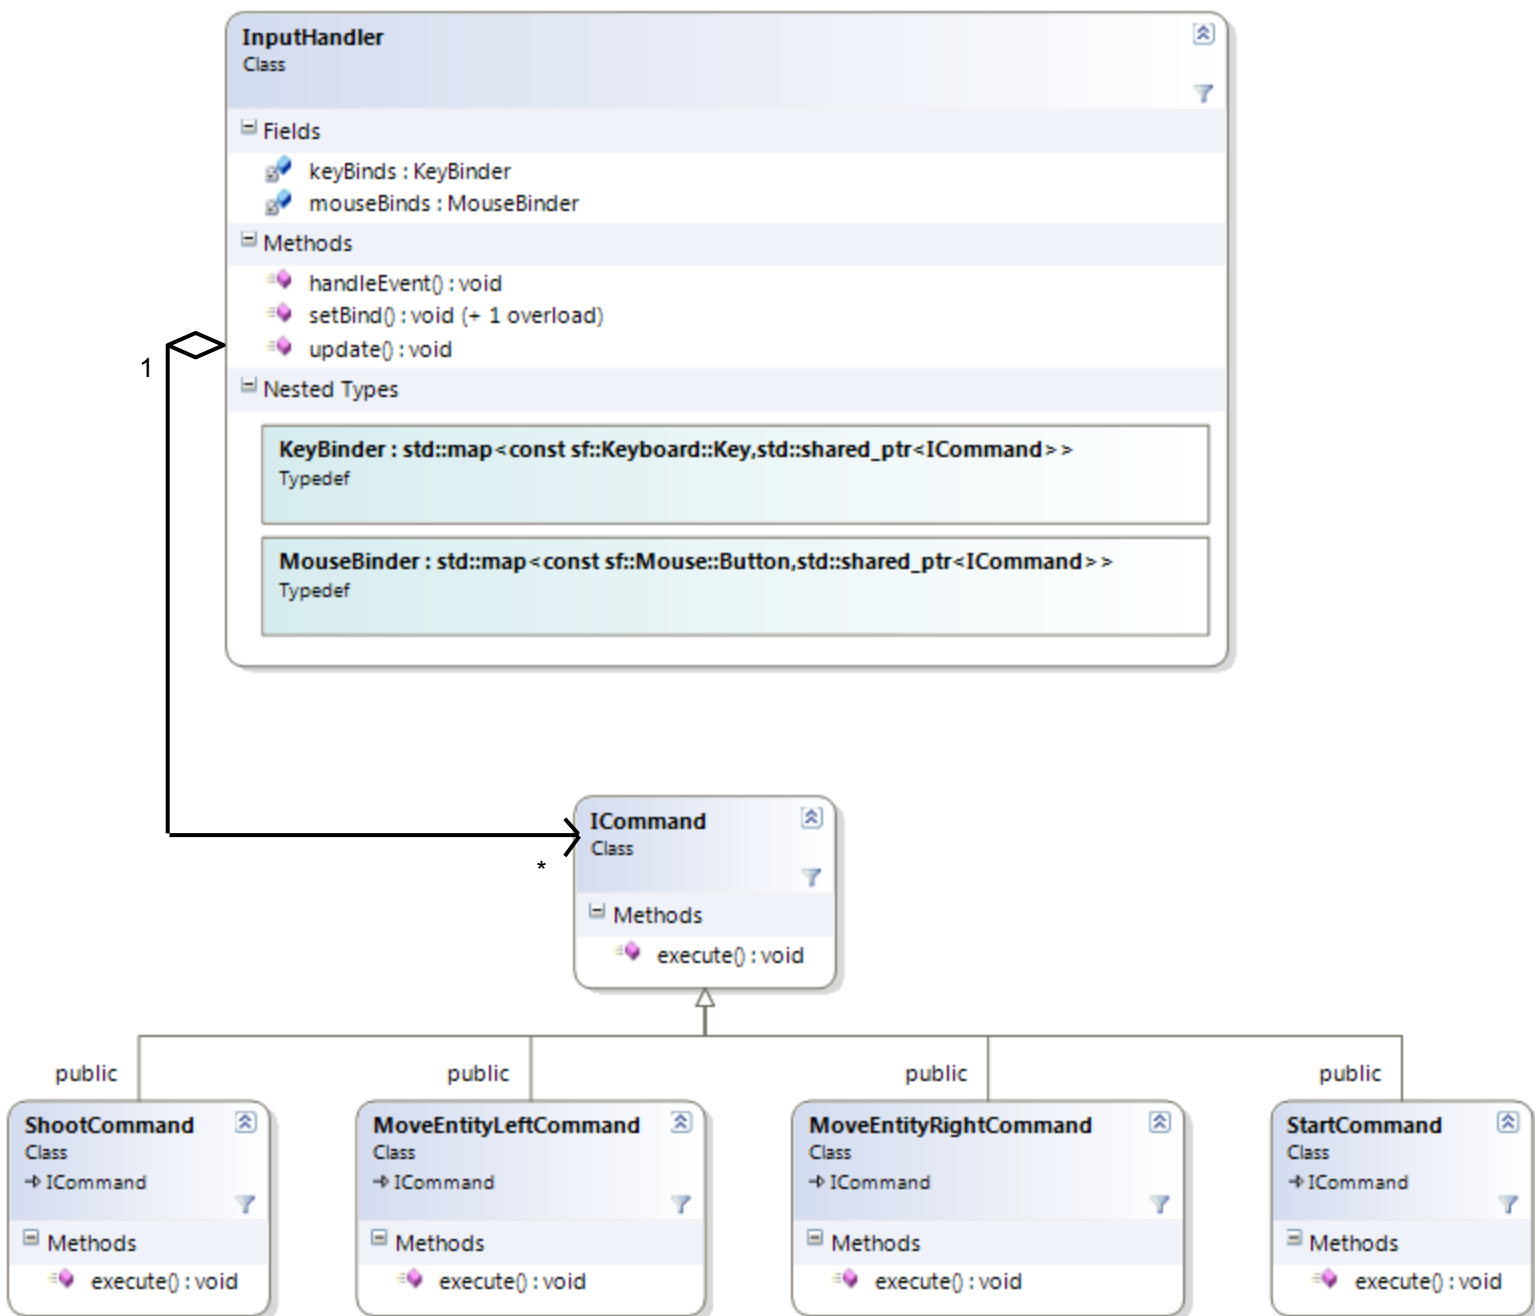 InputHandler
Class
Fields
keyBinds : KeyBinder
mouseBinds : MouseBinder
Methods
handleEvent() : void
setBind() : void (+ 1 overload)
update() : void
1
Nested Types
KeyBinder : std::map<const sf::Keyboard::Key,std::shared_ptr<ICommand>>
Typedef
MouseBinder : std::map<const sf::Mouse::Button,std::shared_ptr<ICommand>>
Typedef
ICommand
Class
*
Methods
execute() : void
public
public
public
public
ShootCommand
Class
ICommand
Methods
execute() : void
MoveEntityLeftCommand
Class
ICommand
Methods
execute() : void
MoveEntityRightCommand
Class
ICommand
Methods
execute() : void
StartCommand
Class
ICommand
Methods
execute() : void